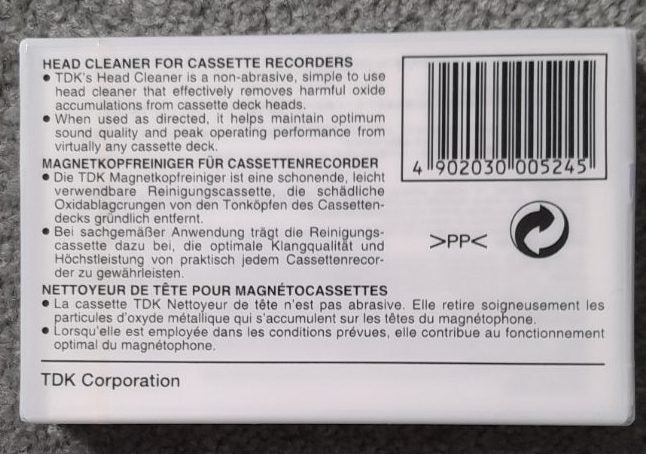 HEAD CLEANER FOR CASSETTE RECORDERS
• TDK's Head Cleaner is a non-abrasive, simple to use
head cleaner that effectively removes harmful oxide
accumulations from cassette deck heads.
• When used as directed, it helps maintain optimum
sound quality and peak operating performance from
virtually any cassette deck.
MAGNETKOPFREINIGER FÜR CASSETTENRECORDER
• Die TDK Magnetkopfreiniger ist eine schonende, leicht
verwendbare Reinigungscassette, die schädliche
Oxidablagcrungen von den Tonköpfen des Cassetten-
decks gründlich entfernt.
• Bei sachgemäßer Anwendung trägt die Reinigungs-
cassette dazu bei, die optimale Klangqualität und
Höchstleistung von praktisch jedem Cassettenrecor-
der zu gewährleisten.
NETTOYEUR DE TÊTE POUR MAGNÉTOCASSETTES
• La cassette TDK Nettoyeur de tête n'est pas abrasive. Elle retire soigneusement les
particules d'oxyde métallique qui s'accumulent sur les têtes du magnétophone.
• Lorsqu'elle est employée dans les conditions prévues, elle contribue au fonctionnement
optimal du magnétophone.
TDK Corporation
4 902030 005245
>PP<